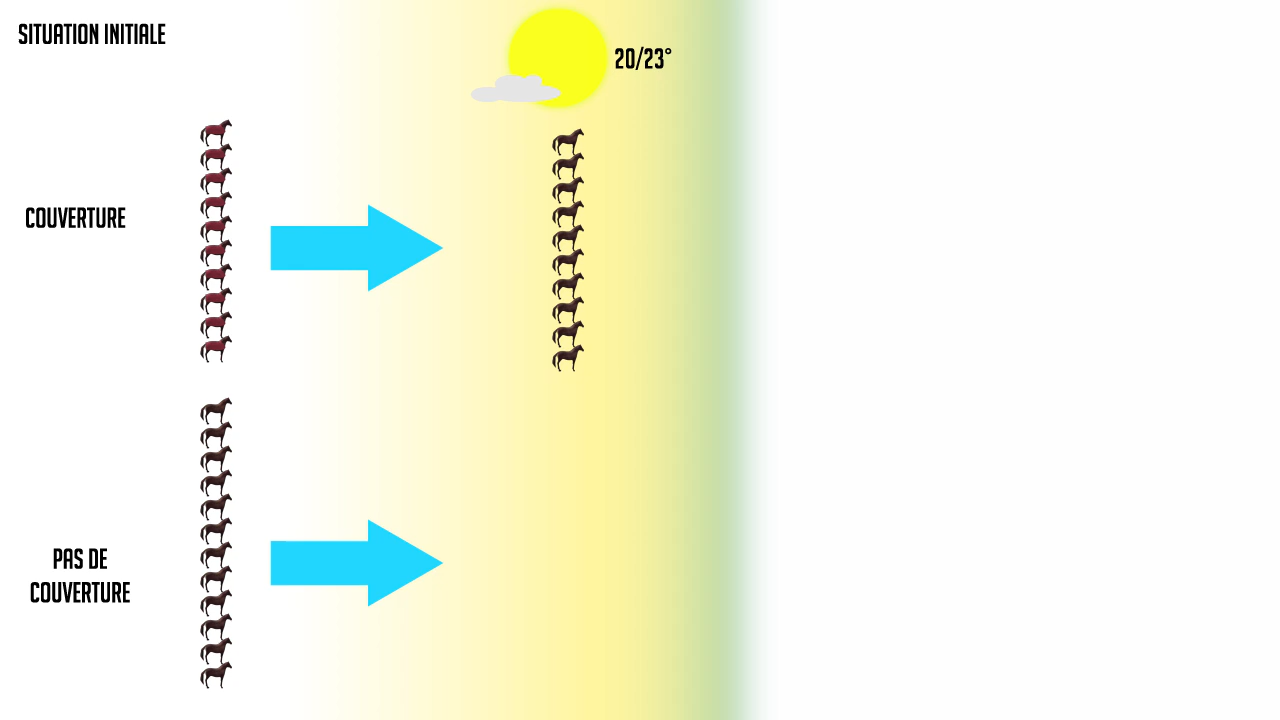 SITUATION INITIALE
20/23°
COUVERTURE
PAS DE
COUVERTURE